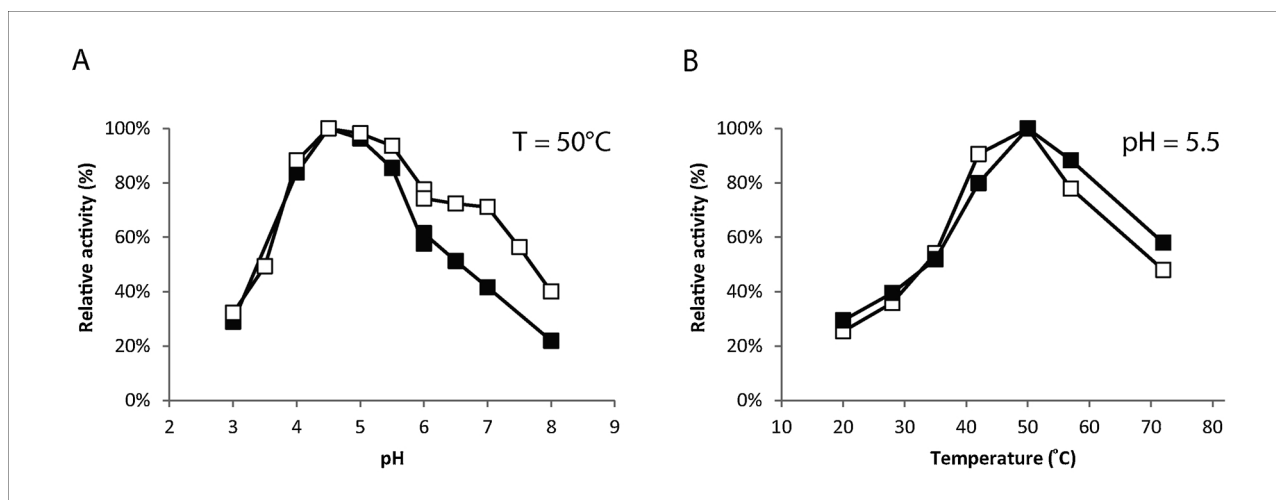 A
T = 50°C
Relative activity (%)
100%
80%
60%
40%
20%
0%
2 3 4 5 6 7 8 9
pH
B
pH = 5.5
Relative activity (%)
100%
80%
60%
40%
20%
0%
10 20 30 40 50 60 70 80
Temperature (˚C)